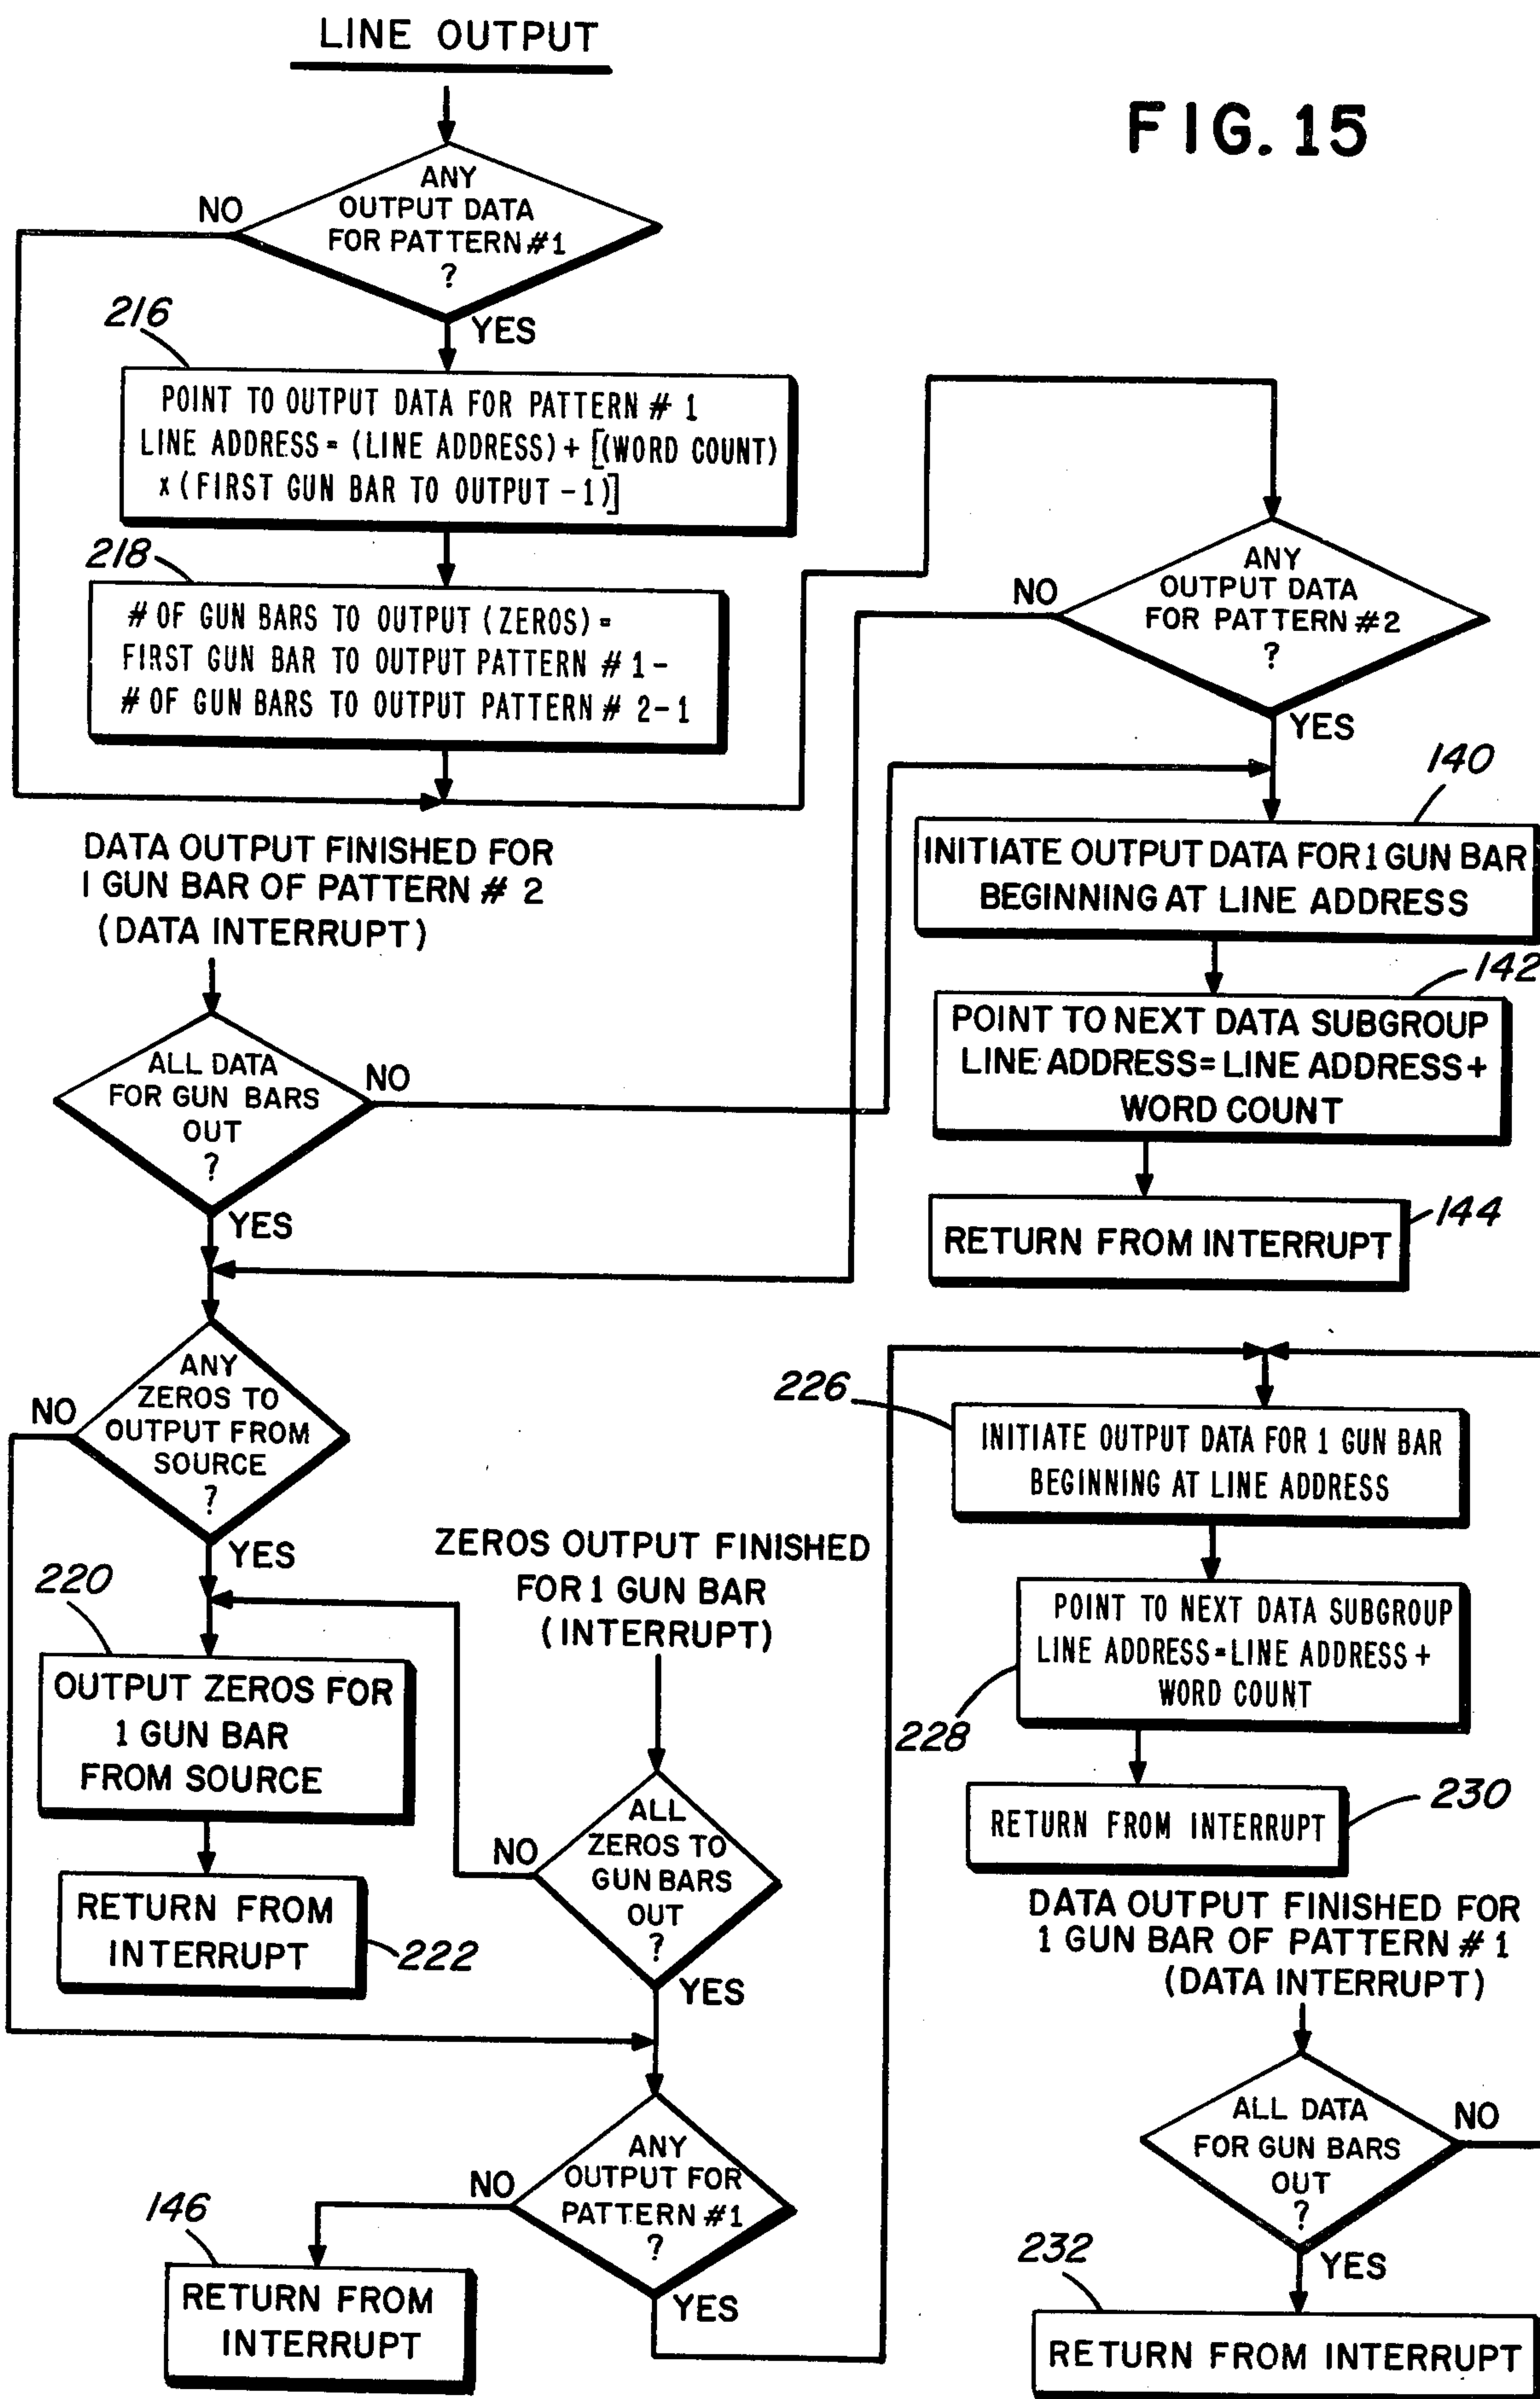 LINE OUTPUT
FIG. 15
ANY
OUTPUT DATA
FOR PATTERN #1
?
NO
YES
216
POINT TO OUTPUT DATA FOR PATTERN # 1
LINE ADDRESS = (LINE ADDRESS) + [(WORD COUNT)
x (FIRST GUN BAR TO OUTPUT -1)]
218
# OF GUN BARS TO OUTPUT (ZEROS) =
FIRST GUN BAR TO OUTPUT PATTERN # 1 -
# OF GUN BARS TO OUTPUT PATTERN # 2-1
ANY
OUTPUT DATA
FOR PATTERN #2
?
NO
YES
140
INITIATE OUTPUT DATA FOR 1 GUN BAR
BEGINNING AT LINE ADDRESS
142
POINT TO NEXT DATA SUBGROUP
LINE ADDRESS = LINE ADDRESS +
WORD COUNT
144
RETURN FROM INTERRUPT
DATA OUTPUT FINISHED FOR
1 GUN BAR OF PATTERN # 2
(DATA INTERRUPT)
ALL DATA
FOR GUN BARS
OUT
?
NO
YES
ANY
ZEROS TO
OUTPUT FROM
SOURCE
?
NO
YES
220
OUTPUT ZEROS FOR
1 GUN BAR
FROM SOURCE
RETURN FROM
INTERRUPT
222
ZEROS OUTPUT FINISHED
FOR 1 GUN BAR
(INTERRUPT)
ALL
ZEROS TO
GUN BARS
OUT
?
NO
YES
ANY
OUTPUT FOR
PATTERN #1
?
NO
YES
146
RETURN FROM
INTERRUPT
226
INITIATE OUTPUT DATA FOR 1 GUN BAR
BEGINNING AT LINE ADDRESS
POINT TO NEXT DATA SUBGROUP
LINE ADDRESS = LINE ADDRESS +
WORD COUNT
228
RETURN FROM INTERRUPT
230
DATA OUTPUT FINISHED FOR
1 GUN BAR OF PATTERN # 1
(DATA INTERRUPT)
ALL DATA
FOR GUN BARS
OUT
?
NO
YES
232
RETURN FROM INTERRUPT